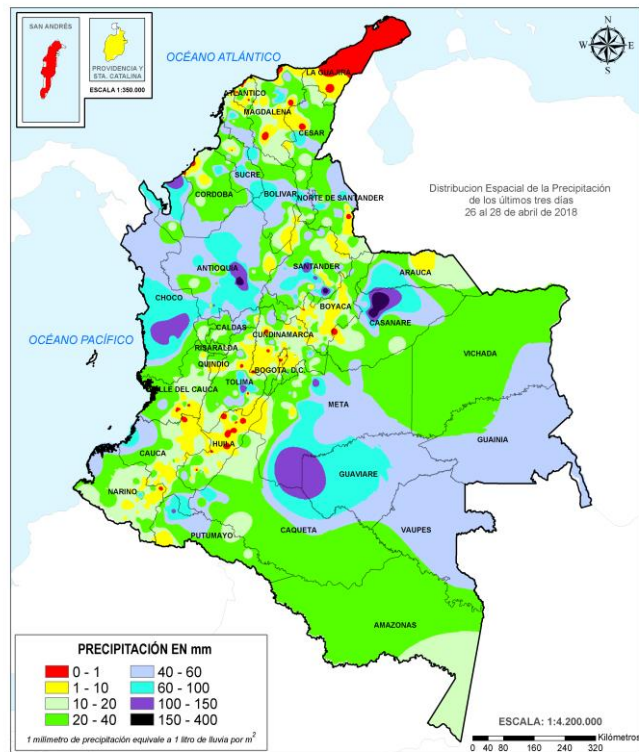 SAN ANDRÉS
PROVIDENCIA Y
STA. CATALINA
ESCALA 1:350.000
OCÉANO ATLÁNTICO
N
W
E
S
LA GUAJIRA
ATLANTICO
MAGDALENA
CESAR
SUCRE
CORDOBA
BOLIVAR
NORTE DE SANTANDER
Distribucion Espacial de la Precipitación
de los últimos tres días
26 al 28 de abril de 2018
ANTIOQUIA
SANTANDER
ARAUCA
CHOCO
BOYACA
CASANARE
OCÉANO PACÍFICO
CALDAS
CUNDINAMARCA
RISARALDA
VICHADA
QUINDIO
BOGOTA, D.C.
TOLIMA
VALLE DEL CAUCA
META
GUAINIA
HUILA
CAUCA
GUAVIARE
NARIÑO
CAQUETA
VAUPES
PUTUMAYO
AMAZONAS
PRECIPITACIÓN EN mm
0 - 1
40 - 60
1 - 10
60 - 100
10 - 20
100 - 150
20 - 40
150 - 400
1 milímetro de precipitación equivale a 1 litro de lluvia por m²
ESCALA: 1:4.200.000
Kilómetros
0 40 80 160 240 320